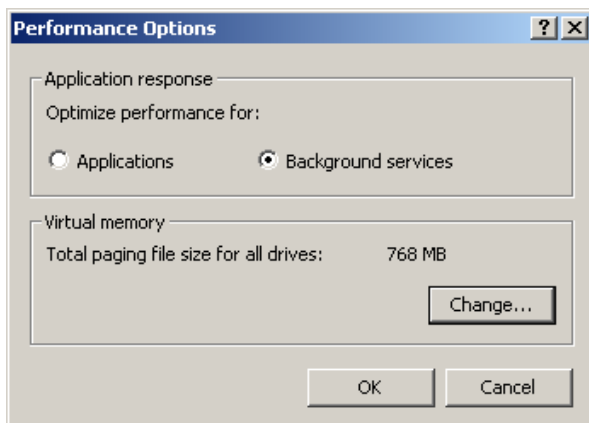 Performance Options
Application response
Optimize performance for:
Applications Background services
Virtual memory
Total paging file size for all drives: 768 MB
Change...
OK Cancel